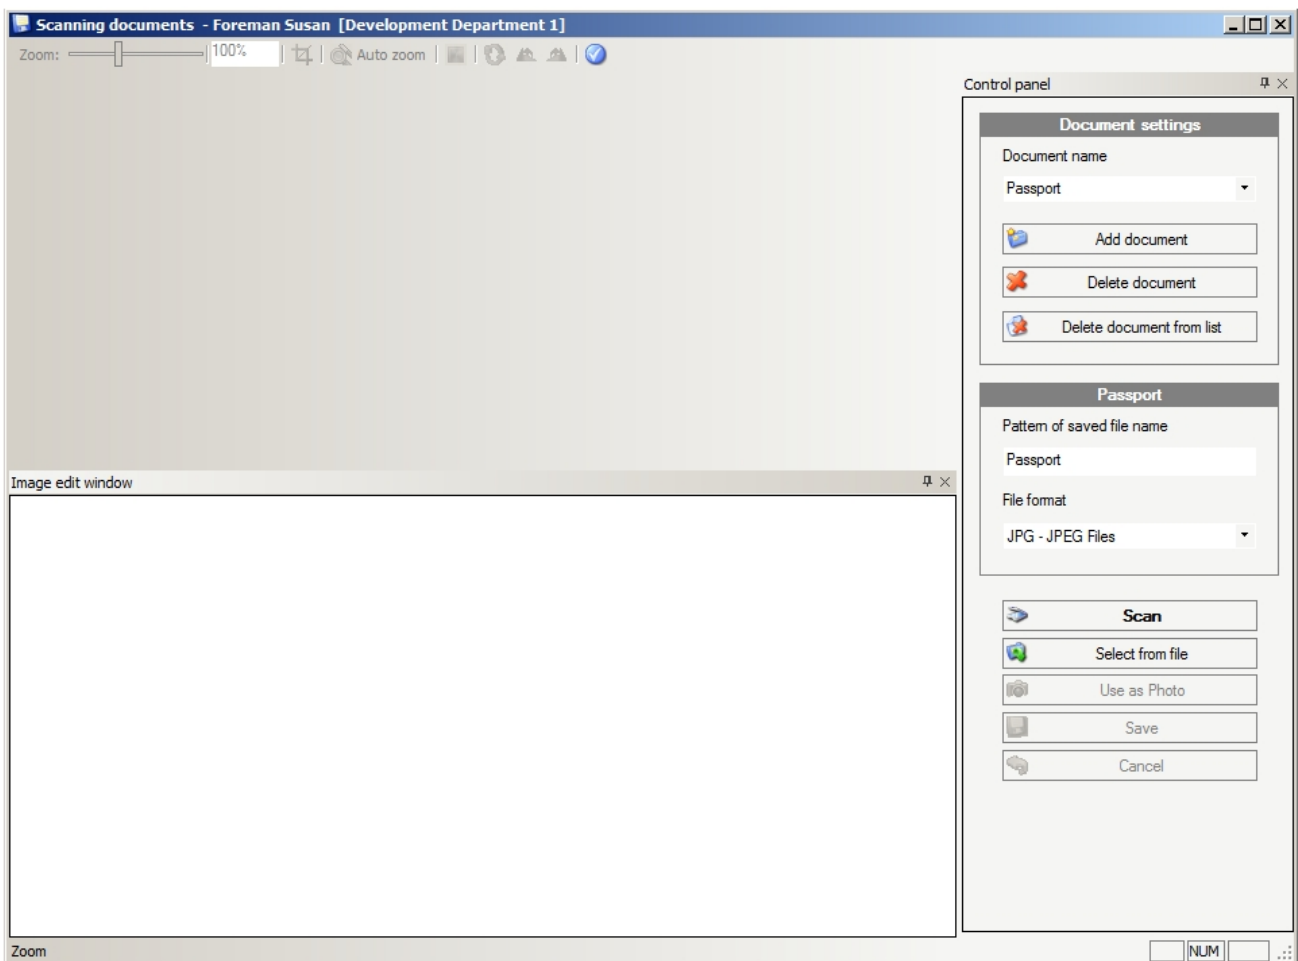 Scanning documents - Foreman Susan [Development Department 1]
Zoom: 100% Auto zoom
Control panel
Document settings
Document name
Passport
Add document
Delete document
Delete document from list
Passport
Pattern of saved file name
Passport
File format
JPG - JPEG Files
Scan
Select from file
Use as Photo
Save
Cancel
Image edit window
Zoom
NUM